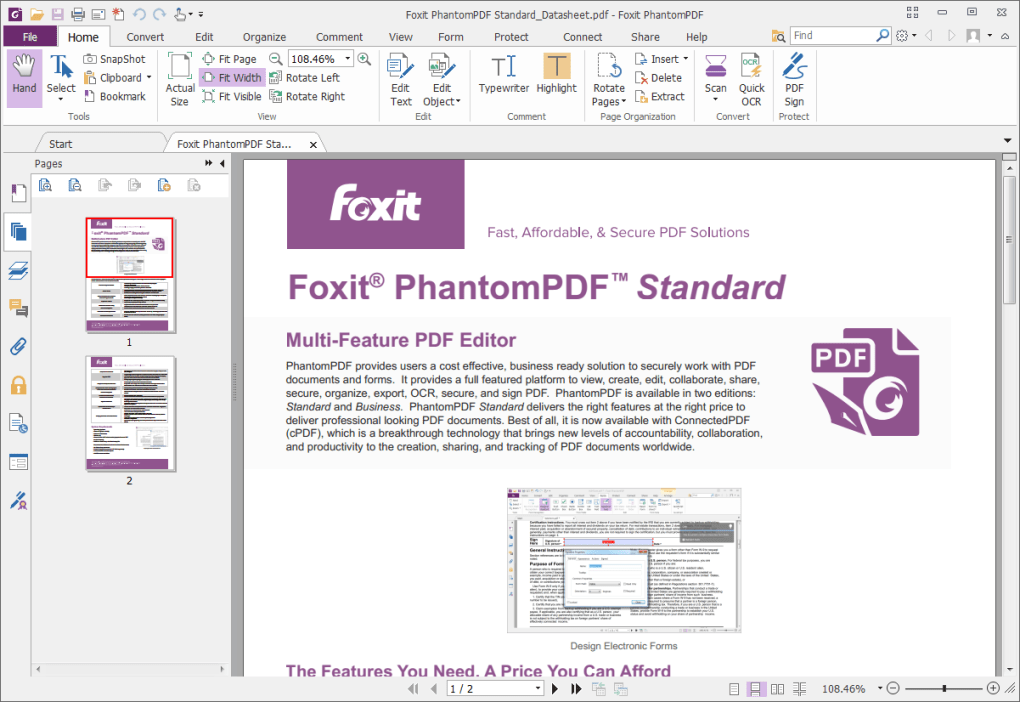 Foxit PhantomPDF Standard_Datasheet.pdf - Foxit PhantomPDF
File Home Convert Edit Organize Comment View Form Protect Connect Share Help Find
Hand
Select
SnapShot
Clipboard
Bookmark
Tools
Actual Size
Fit Page
Fit Width
Fit Visible
108.46%
Rotate Left
Rotate Right
View
Edit Text
Edit Object
Edit
Typewriter
Highlight
Comment
Rotate Pages
Insert
Delete
Extract
Page Organization
Scan
Quick OCR
Convert
PDF Sign
Protect
Start
Foxit PhantomPDF Sta...
Pages
1
2
Foxit
Fast, Affordable, & Secure PDF Solutions
Foxit® PhantomPDF™ Standard
Multi-Feature PDF Editor
PhantomPDF provides users a cost effective, business ready solution to securely work with PDF
documents and forms. It provides a full featured platform to view, create, edit, collaborate, share,
secure, organize, export, OCR, secure, and sign PDF. PhantomPDF is available in two editions:
Standard and Business. PhantomPDF Standard delivers the right features at the right price to
deliver professional looking PDF documents. Best of all, it is now available with ConnectedPDF
(cPDF), which is a breakthrough technology that brings new levels of accountability, collaboration,
and productivity to the creation, sharing, and tracking of PDF documents worldwide.
PDF
Design Electronic Forms
The Features You Need, A Price You Can Afford
1 / 2
108.46%